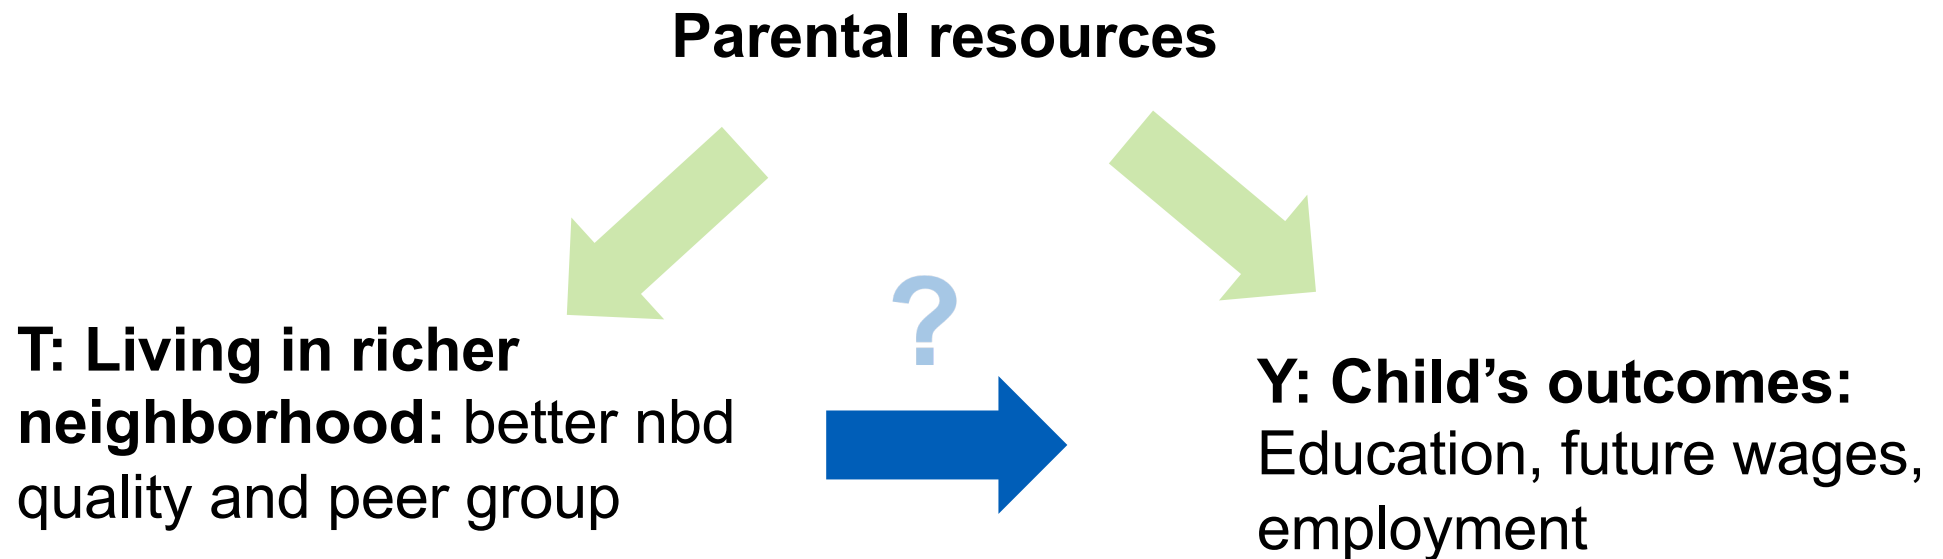 Parental resources
?
T: Living in richer
neighborhood: better nbd
quality and peer group
Y: Child’s outcomes:
Education, future wages,
employment